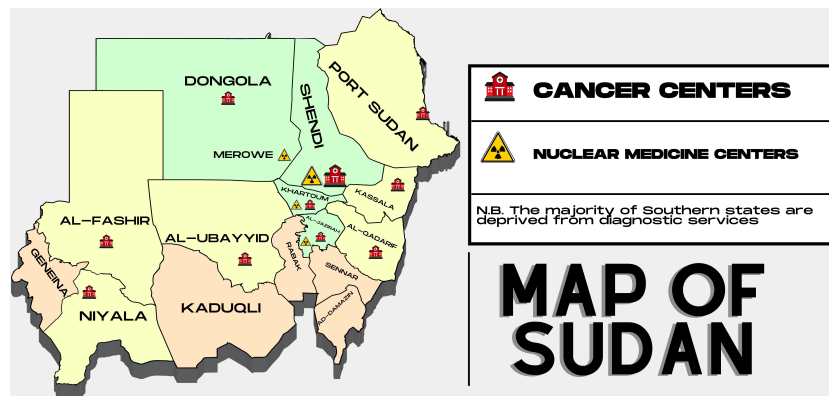 DONGOLA
SHENDI
PORT SUDAN
MEROWE
KHARTOUM
KASSALA
AL-FASHIR
AL-UBAYYID
AL-JAZIRAH
AL-QADARIF
GENEINA
RABAK
SENNAR
NIYALA
KADUQLI
AD-DAMAZIN
CANCER CENTERS
NUCLEAR MEDICINE CENTERS
N.B. The majority of Southern states are
deprived from diagnostic services
MAP OF
SUDAN